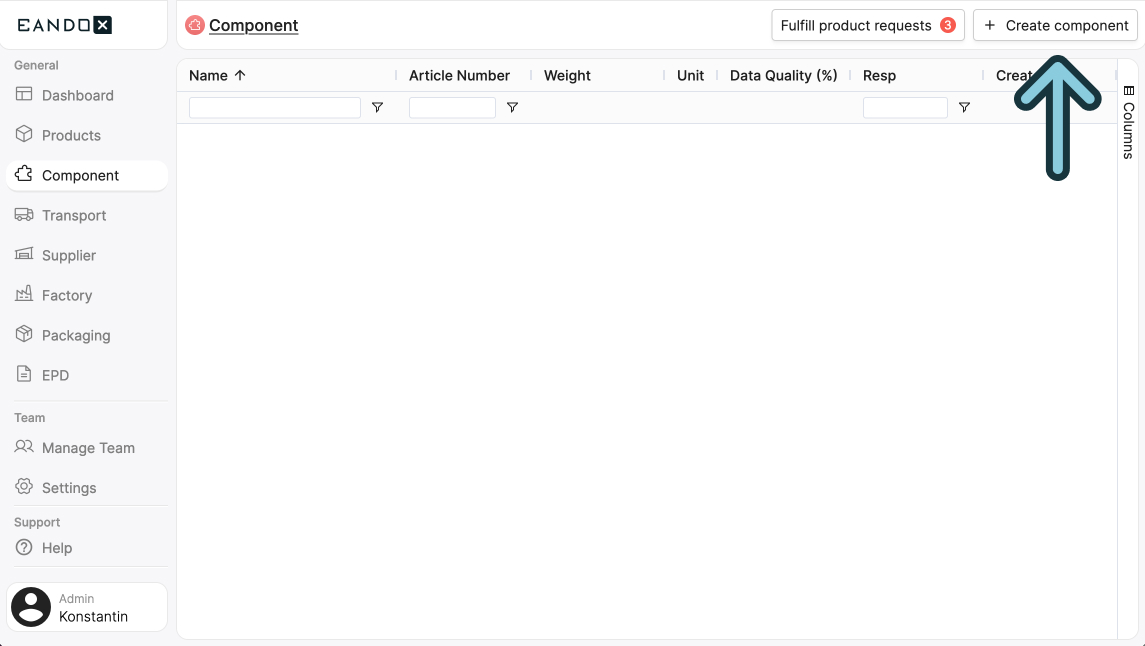 EANDOX
Component
Fulfill product requests 3
+ Create component
General
Dashboard
Products
Component
Transport
Supplier
Factory
Packaging
EPD
Team
Manage Team
Settings
Support
Help
Admin
Konstantin
Name
Article Number
Weight
Unit
Data Quality (%)
Resp
Creat
Columns